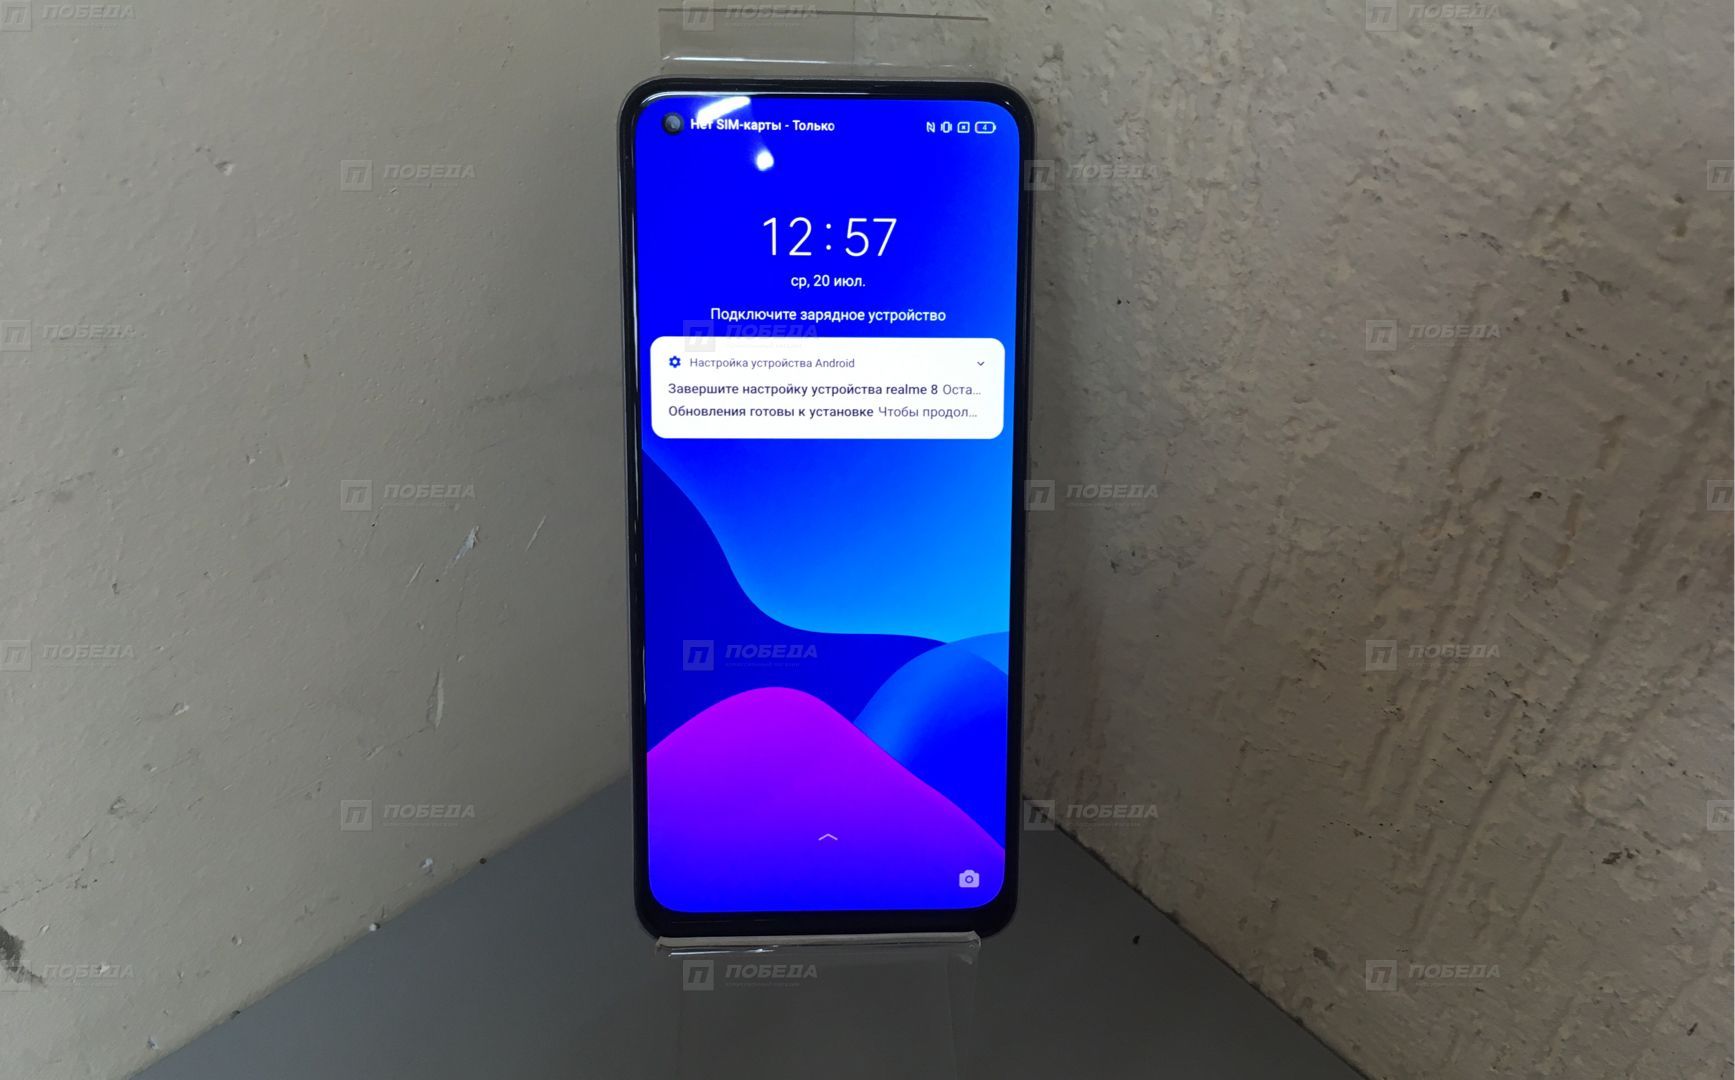 Нет SIM-карты - Только
4
12:57
ср, 20 июл.
Подключите зарядное устройство
Настройка устройства Android
Завершите настройку устройства realme 8 Оста...
Обновления готовы к установке Чтобы продол...
ПОБЕДА